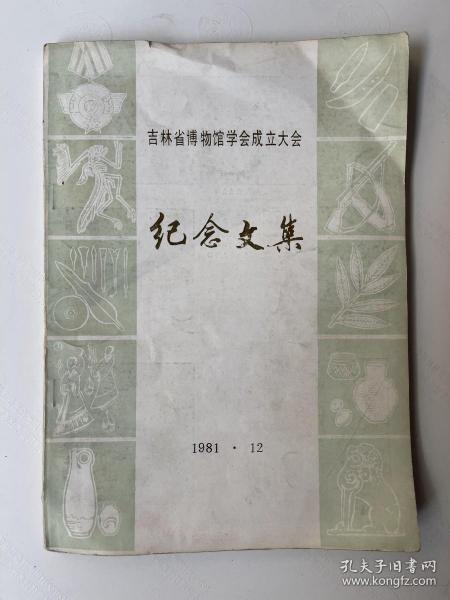 吉林省博物馆学会成立大会
纪念文集
1981 · 12
孔夫子旧书网
www.kongfz.com